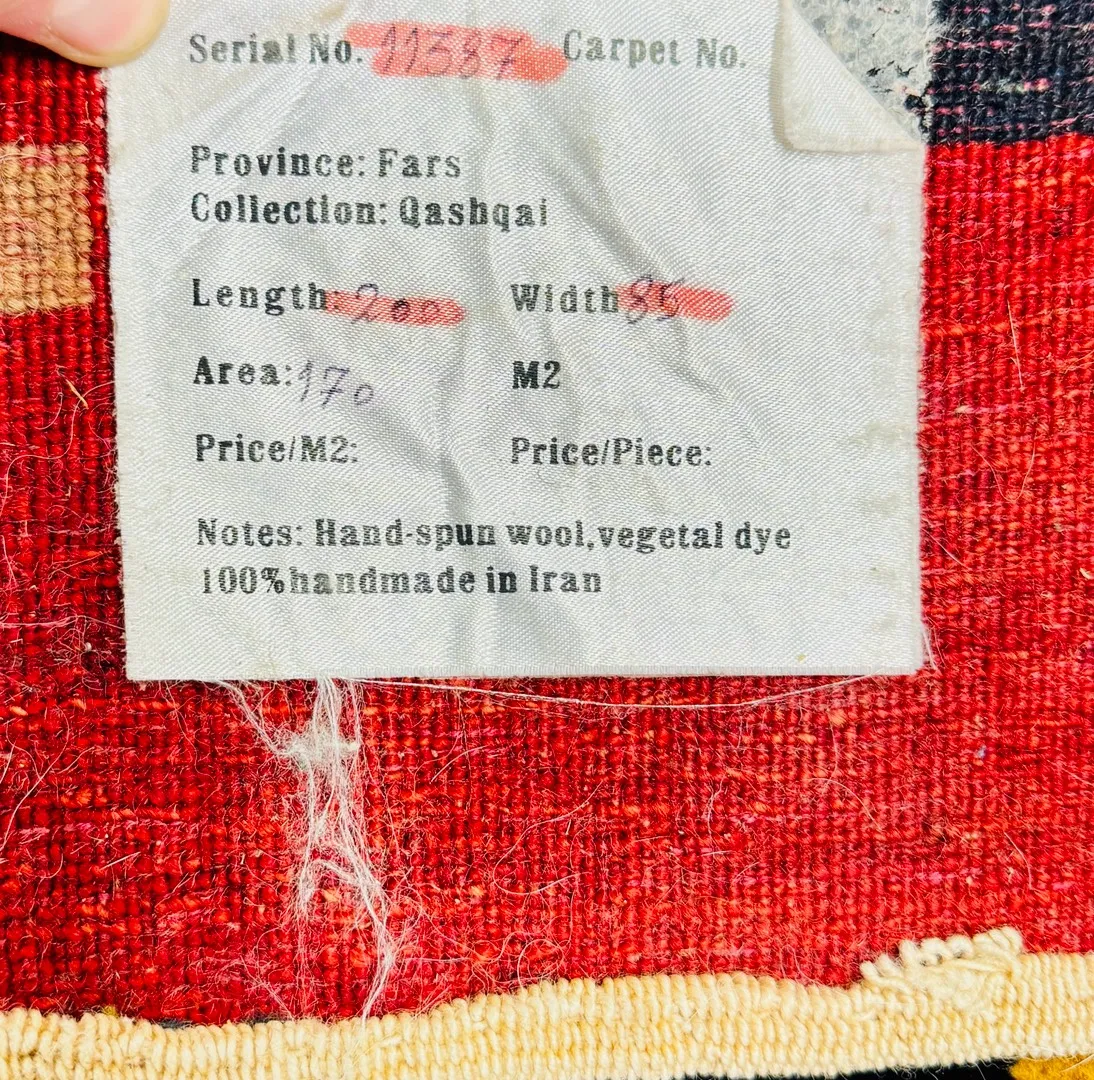 Serial No. 11387 Carpet No.
Province: Fars
Collection: Qashqai
Length: 200 Width 85
Area: 170 M2
Price/M2: Price/Piece:
Notes: Hand-spun wool,vegetal dye
100%handmade in Iran